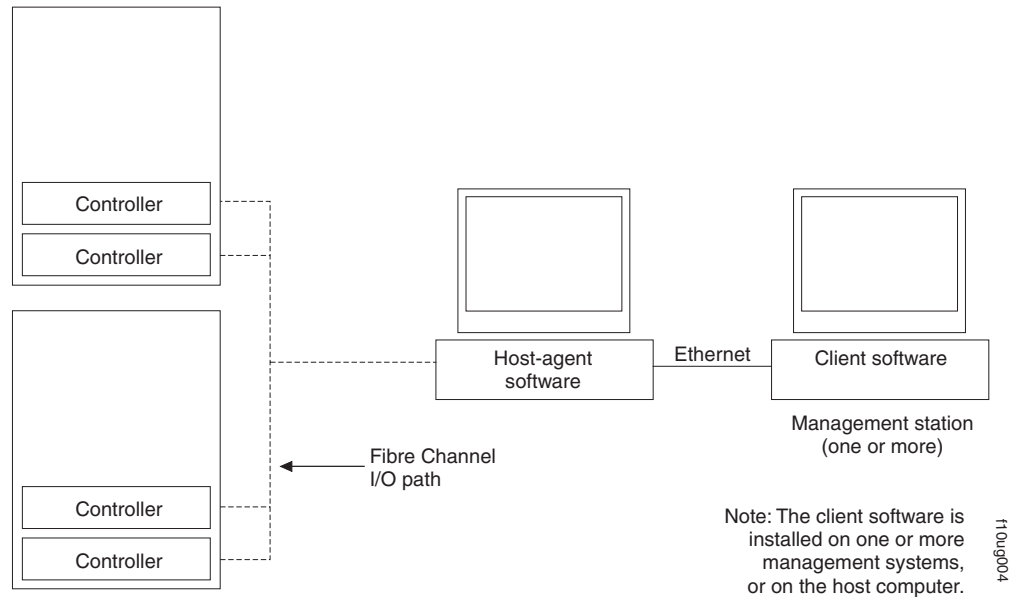 Controller
Controller
Controller
Controller
Host-agent
software
Ethernet
Client software
Management station
(one or more)
Fibre Channel
I/O path
Note: The client software is
installed on one or more
management systems,
or on the host computer.
f10ug004